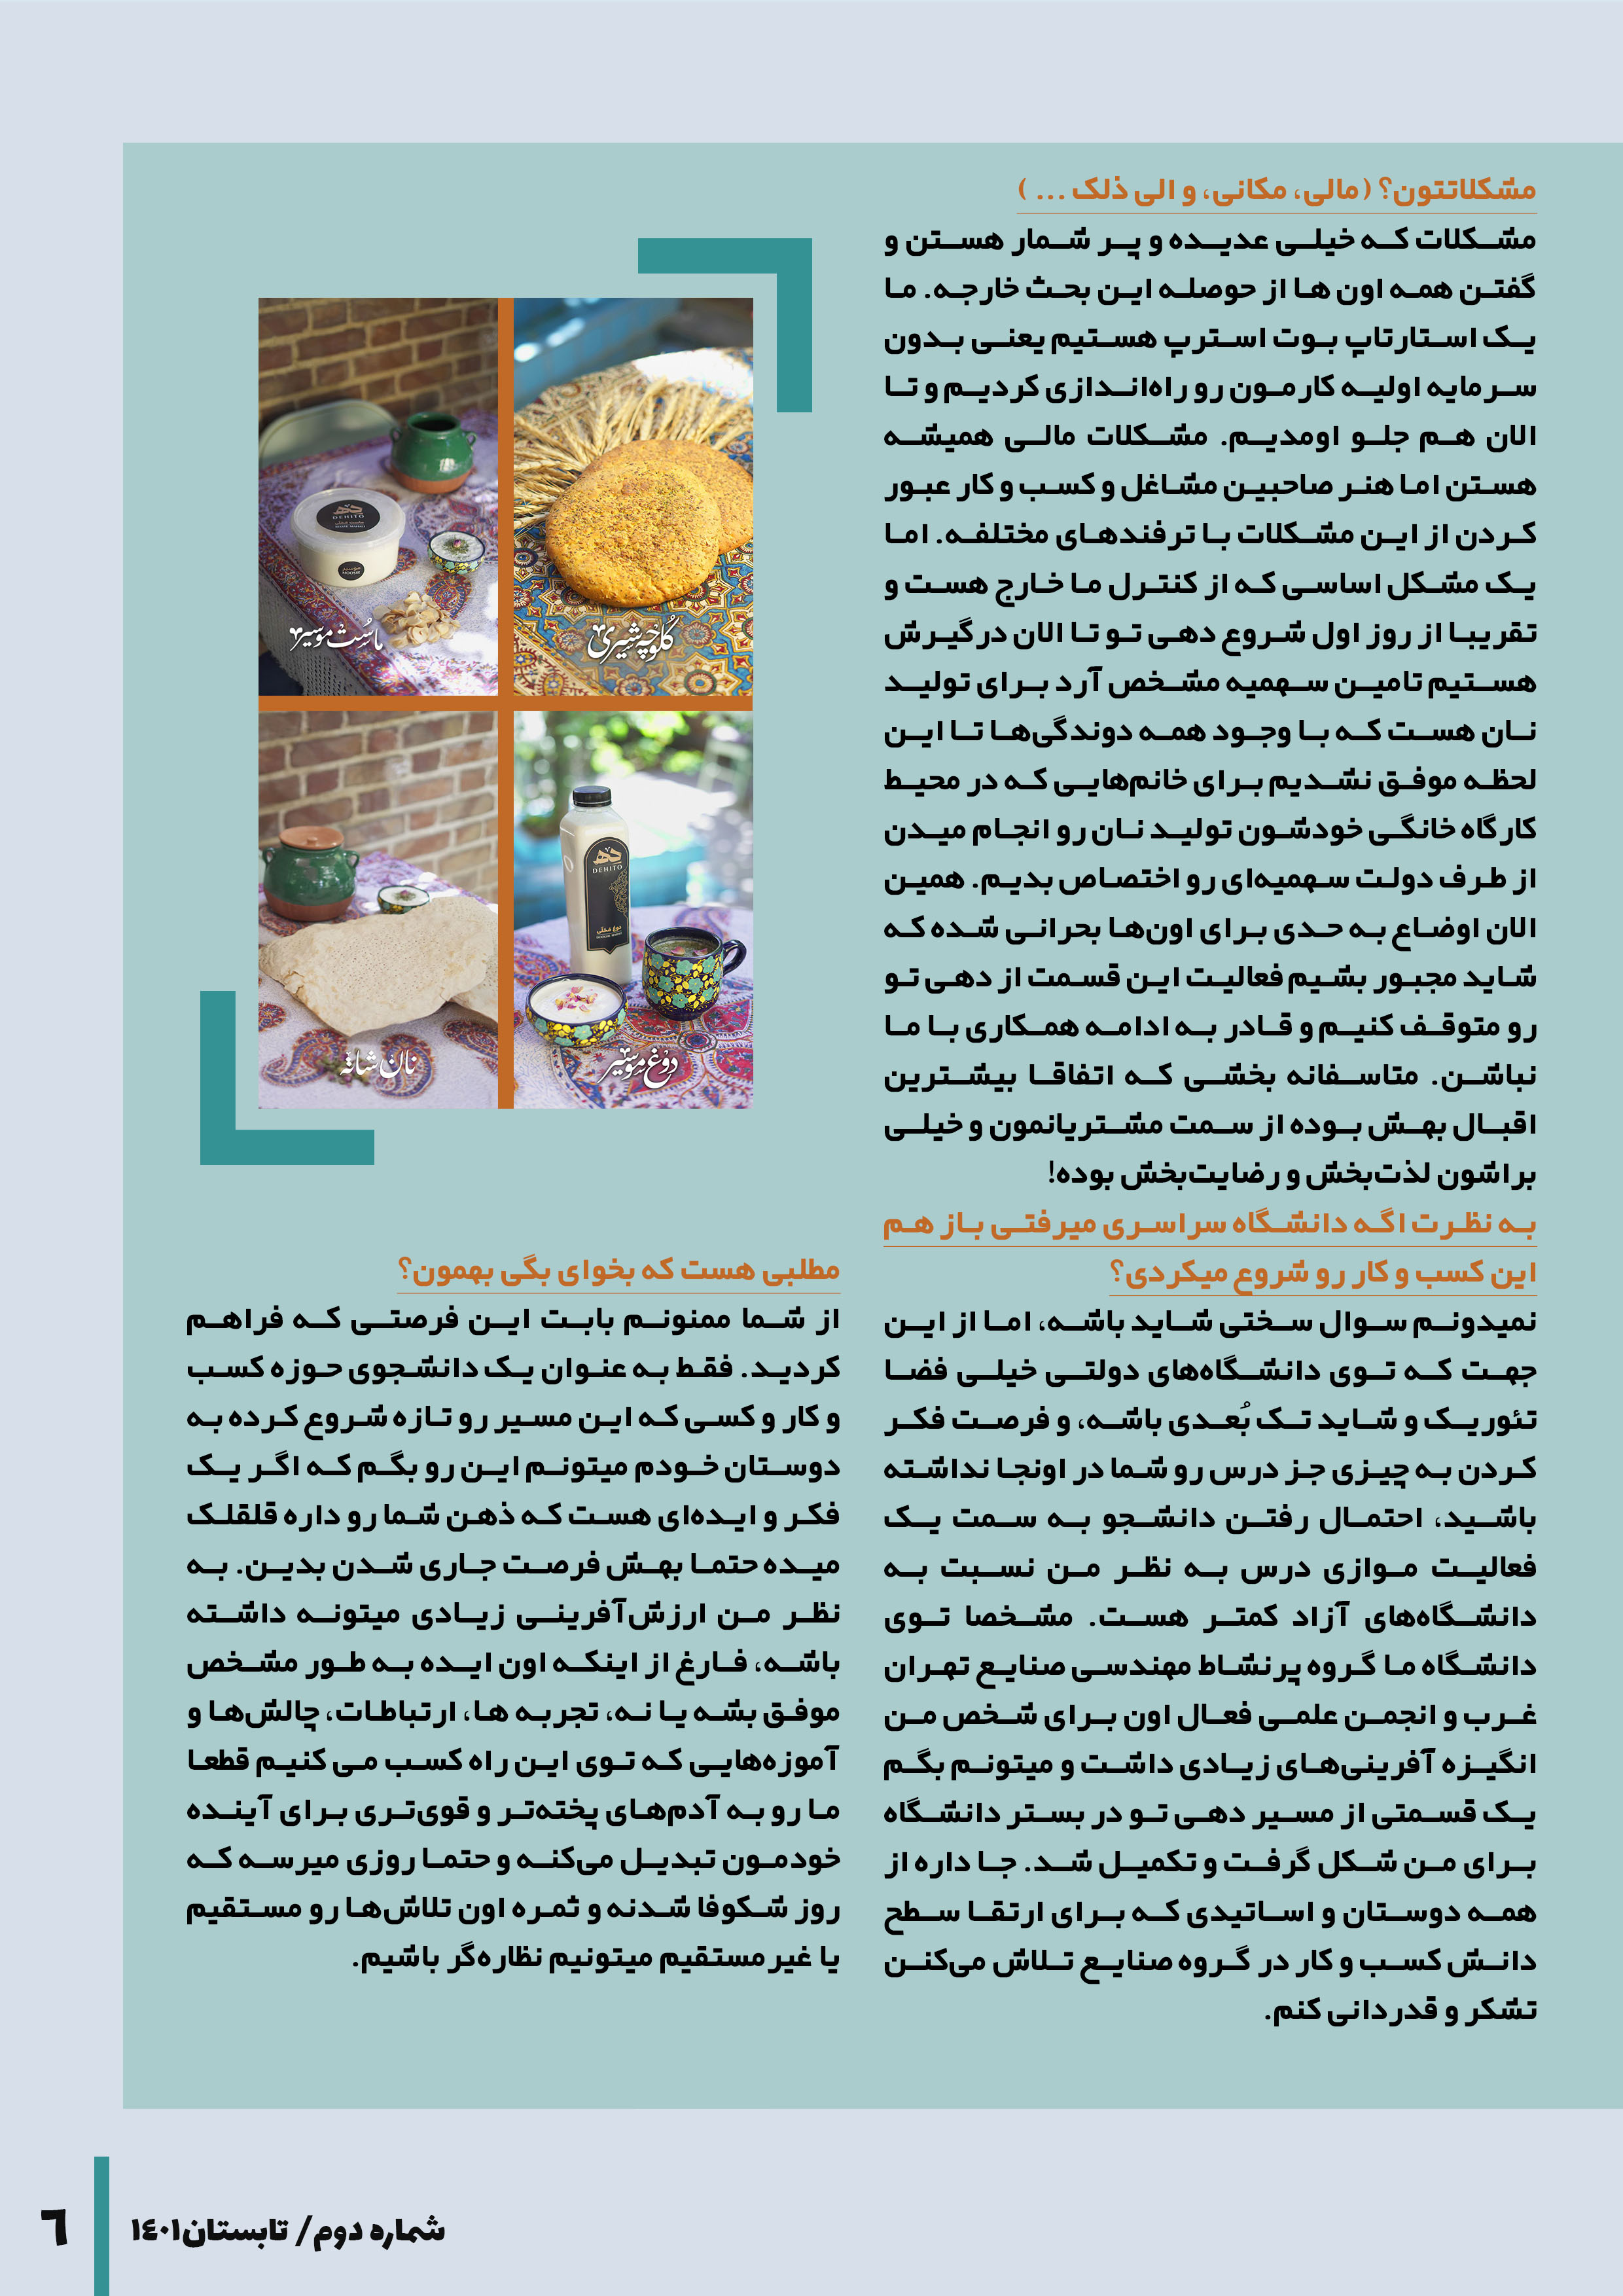 مشکلاتتون؟ (مالی، مکانی، و الی ذلک ... )
مشکلات که خیلی عدیده و پر شمار هستن و
گفتن همه اون ها از حوصله این بحث خارجه. ما
یک استارتاپ بوت استرپ هستیم یعنی بدون
سرمایه اولیه کارمون رو راه‌اندازی کردیم و تا
الان هم جلو اومدیم. مشکلات مالی همیشه
هستن اما هنر صاحبین مشاغل و کسب و کار عبور
کردن از این مشکلات با ترفندهای مختلفه. اما
یک مشکل اساسی که از کنترل ما خارج هست و
تقریبا از روز اول شروع دهی تو تا الان درگیرش
هستیم تامین سهمیه مشخص آرد برای تولید
نان هست که با وجود همه دوندگی‌ها تا این
لحظه موفق نشدیم برای خانم‌هایی که در محیط
کارگاه خانگی خودشون تولید نان رو انجام میدن
از طرف دولت سهمیه‌ای رو اختصاص بدیم. همین
الان اوضاع به حدی برای اون‌ها بحرانی شده که
شاید مجبور بشیم فعالیت این قسمت از دهی تو
رو متوقف کنیم و قادر به ادامه همکاری با ما
نباشن. متاسفانه بخشی که اتفاقا بیشترین
اقبال بهش بوده از سمت مشتریانمون و خیلی
براشون لذت‌بخش و رضایت‌بخش بوده!
به نظرت اگه دانشگاه سراسری میرفتی باز هم
این کسب و کار رو شروع میکردی؟
نمیدونم سوال سختی شاید باشه، اما از این
جهت که توی دانشگاه‌های دولتی خیلی فضا
تئوریک و شاید تک بُعدی باشه، و فرصت فکر
کردن به چیزی جز درس رو شما در اونجا نداشته
باشید، احتمال رفتن دانشجو به سمت یک
فعالیت موازی درس به نظر من نسبت به
دانشگاه‌های آزاد کمتر هست. مشخصا توی
دانشگاه ما گروه پرنشاط مهندسی صنایع تهران
غرب و انجمن علمی فعال اون برای شخص من
انگیزه آفرینی‌های زیادی داشت و میتونم بگم
یک قسمتی از مسیر دهی تو در بستر دانشگاه
برای من شکل گرفت و تکمیل شد. جا داره از
همه دوستان و اساتیدی که برای ارتقا سطح
دانش کسب و کار در گروه صنایع تلاش می‌کنن
تشکر و قدردانی کنم.
کلوچه شیری
ماست موسیر
دهـ
DEHITO
ماست محلی
موسیر
MOOSIR
دهـ
DEHITO
دوغ محلی
دوغ موسیر
نان شانه
مطلبی هست که بخوای بگی بهمون؟
از شما ممنونم بابت این فرصتی که فراهم
کردید. فقط به عنوان یک دانشجوی حوزه کسب
و کار و کسی که این مسیر رو تازه شروع کرده به
دوستان خودم میتونم این رو بگم که اگر یک
فکر و ایده‌ای هست که ذهن شما رو داره قلقلک
میده حتما بهش فرصت جاری شدن بدین. به
نظر من ارزش‌آفرینی زیادی میتونه داشته
باشه، فارغ از اینکه اون ایده به طور مشخص
موفق بشه یا نه، تجربه ها، ارتباطات، چالش‌ها و
آموزه‌هایی که توی این راه کسب می کنیم قطعا
ما رو به آدم‌های پخته‌تر و قوی‌تری برای آینده
خودمون تبدیل می‌کنه و حتما روزی میرسه که
روز شکوفا شدنه و ثمره اون تلاش‌ها رو مستقیم
یا غیر مستقیم میتونیم نظاره‌گر باشیم.
شماره دوم/ تابستان۱٤۰۱
٦